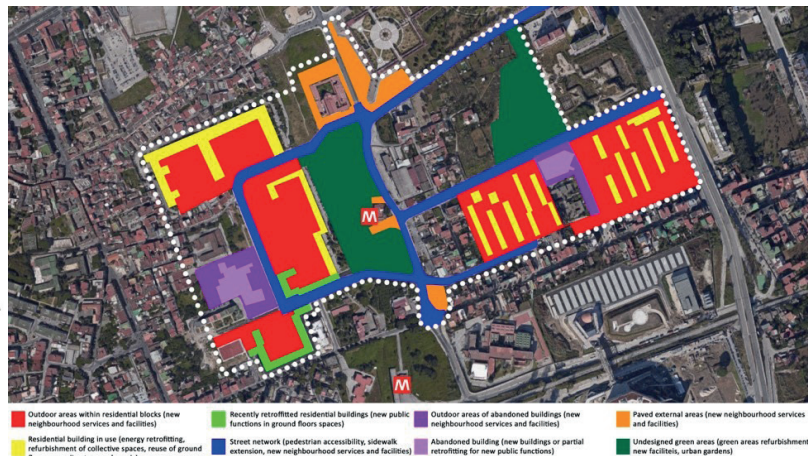 M
M
Outdoor areas within residential blocks (new
neighbourhood services and facilities)
Residential building in use (energy retrofitting,
refurbishment of collective spaces, reuse of ground
Recently retroffitted residential buildings (new public
functions in ground floors spaces)
Street network (pedestrian accessibility, sidewalk
extension, new neighbourhood services and facilities)
Outdoor areas of abandoned buildings (new
neighbourhood services and facilities)
Abandoned building (new buildings or partial
retrofitting for new public functions)
Paved external areas (new neighbourhood services
and facilities)
Undesigned green areas (green areas refurbishment
new faciliteis, urban gardens)